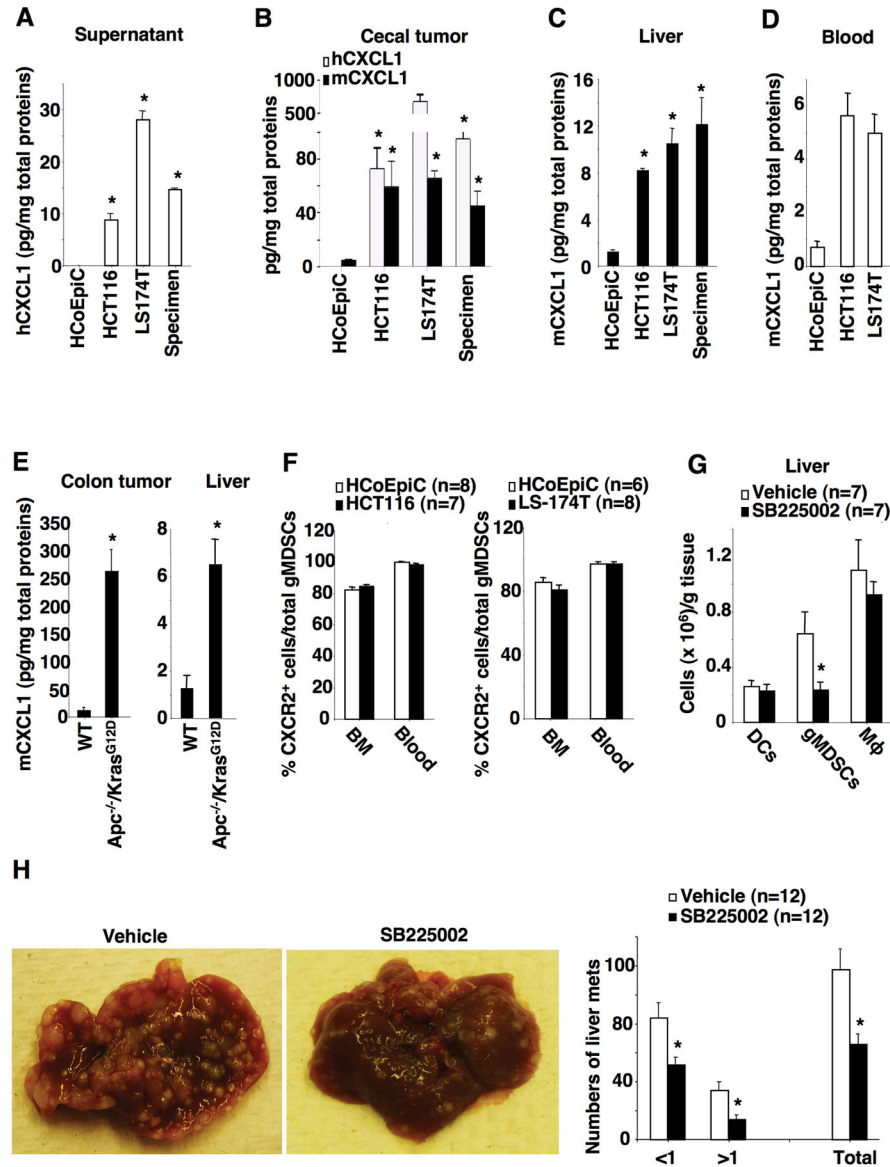 A
Supernatant
hCXCL1 (pg/mg total proteins)
30
20
10
0
HCoEpiC
HCT116
LS174T
Specimen
*
*
*
B
Cecal tumor
hCXCL1
mCXCL1
pg/mg total proteins
1000
500
80
40
0
HCoEpiC
HCT116
LS174T
Specimen
* * * * *
C
Liver
mCXCL1 (pg/mg total proteins)
16
12
8
4
0
HCoEpiC
HCT116
LS174T
Specimen
* * *
D
Blood
mCXCL1 (pg/mg total proteins)
6
4
2
0
HCoEpiC
HCT116
LS174T
E
Colon tumor
Liver
mCXCL1 (pg/mg total proteins)
350
300
250
200
150
100
50
0
WT
Apc⁻/⁻/Krasᴳ¹²ᴰ
*
8
6
4
2
0
WT
Apc⁻/⁻/Krasᴳ¹²ᴰ
*
F
HCoEpiC (n=8)
HCT116 (n=7)
% CXCR2⁺ cells/total gMDSCs
120
100
80
60
40
20
0
BM
Blood
HCoEpiC (n=6)
LS-174T (n=8)
% CXCR2⁺ cells/total gMDSCs
120
80
40
0
BM
Blood
G
Liver
Vehicle (n=7)
SB225002 (n=7)
Cells (x 10⁶)/g tissue
1.2
0.8
0.4
0
DCs
gMDSCs
MΦ
*
H
Vehicle
SB225002
Vehicle (n=12)
SB225002 (n=12)
Numbers of liver mets
100
80
40
0
<1
>1
Total
* * *